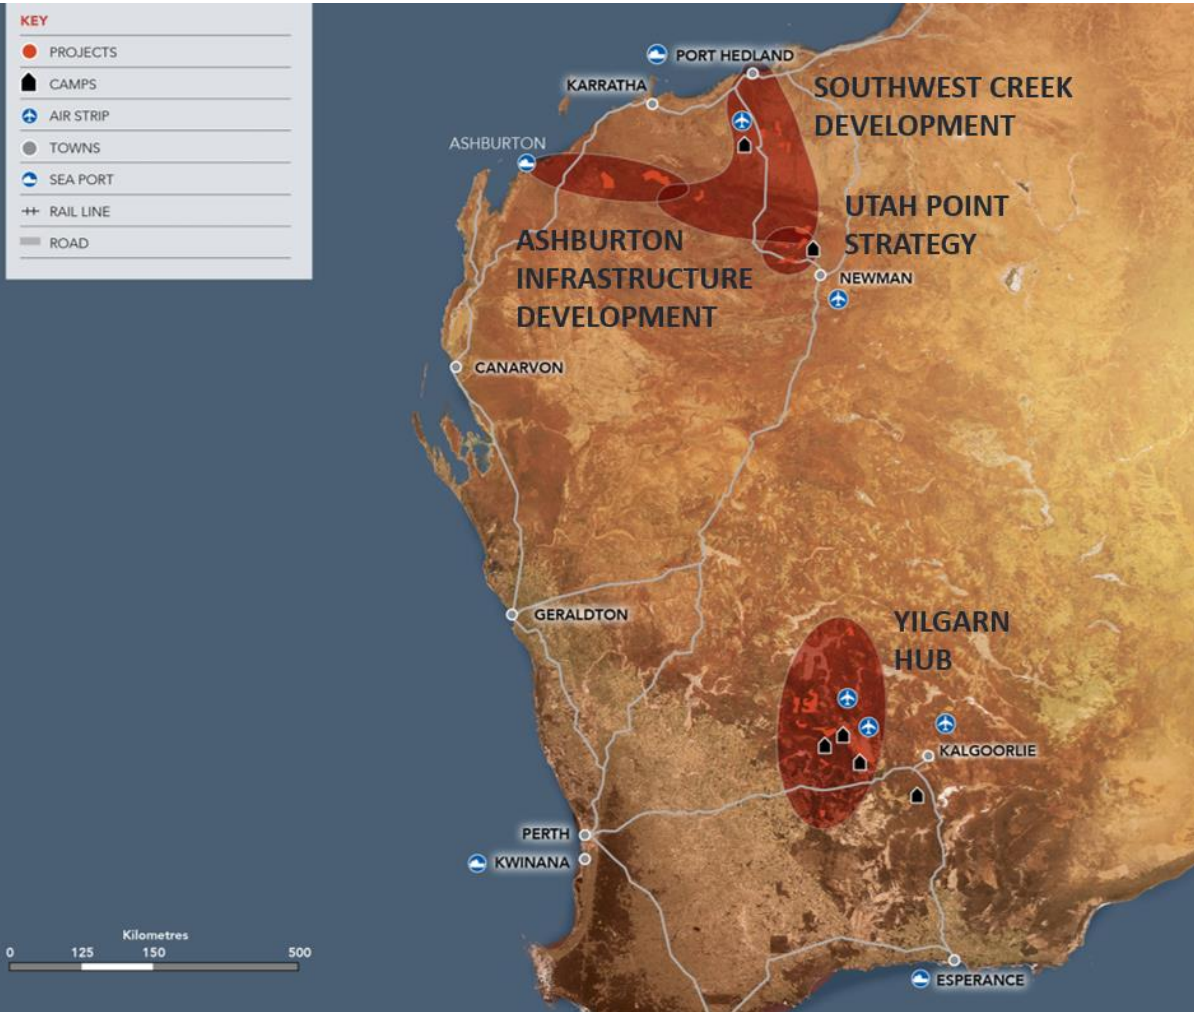 KEY
PROJECTS
CAMPS
AIR STRIP
TOWNS
SEA PORT
RAIL LINE
ROAD
PORT HEDLAND
KARRATHA
SOUTHWEST CREEK
DEVELOPMENT
ASHBURTON
UTAH POINT
STRATEGY
ASHBURTON
INFRASTRUCTURE
DEVELOPMENT
NEWMAN
CANARVON
GERALDTON
YILGARN
HUB
KALGOORLIE
PERTH
KWINANA
Kilometres
0 125 150 500
ESPERANCE